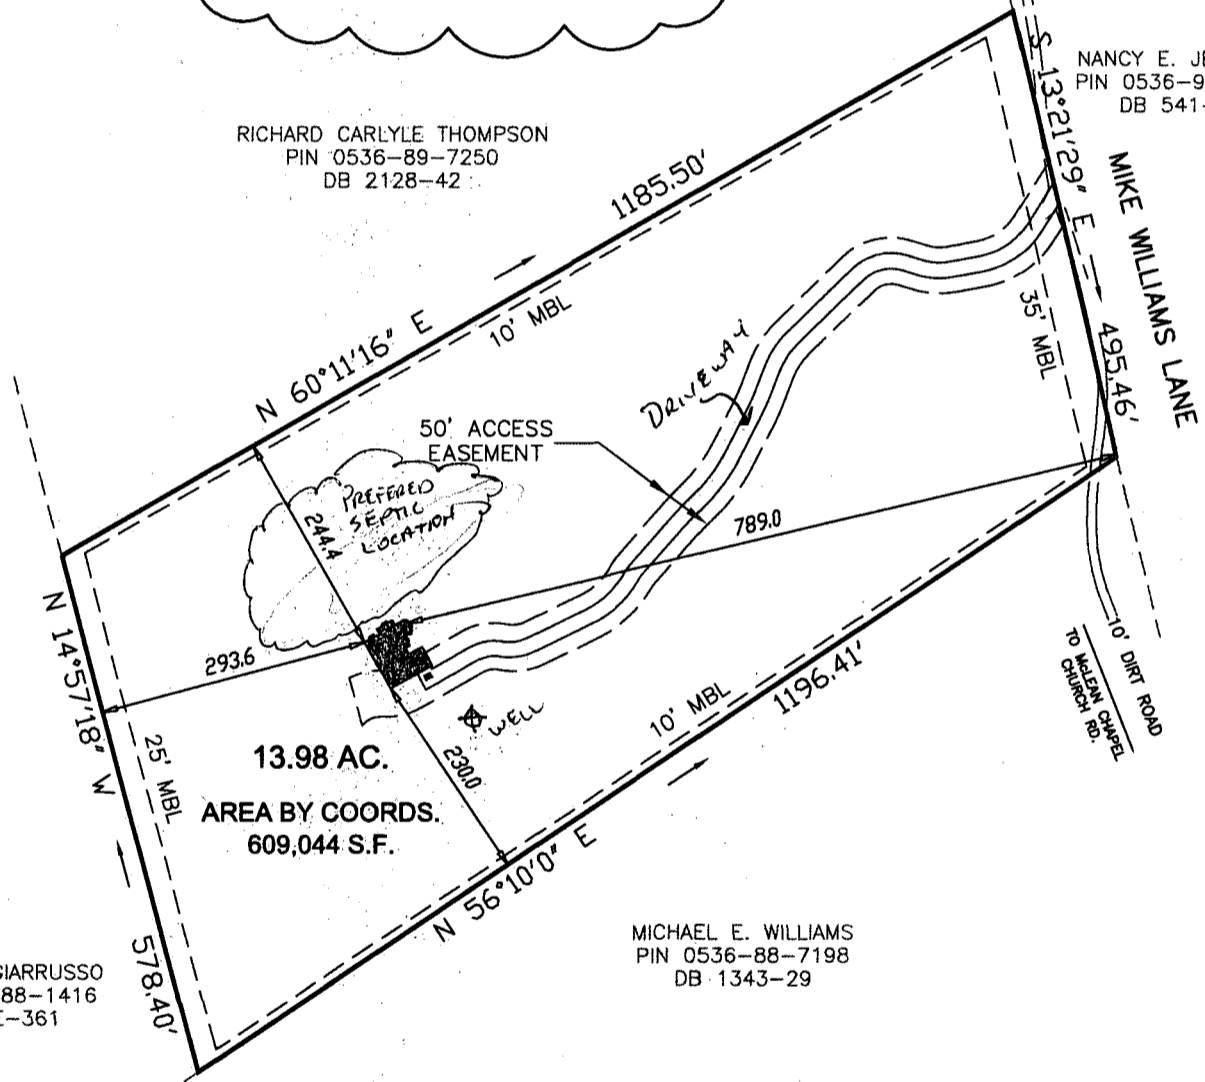 NANCY E.
PIN 0536-9
DB 541-
RICHARD CARLYLE THOMPSON
PIN 0536-89-7250
DB 2128-42
1185.50'
S 13°21'29" E
MIKE WILLIAMS LANE
N 60°11'16" E
10' MBL
35' MBL
495.46'
DRIVEWAY
50' ACCESS
EASEMENT
PREFERED
SEPTIC
LOCATION
244.4
789.0
293.6
N 14°57'18" W
25' MBL
WELL
230.0
10' MBL
1196.41'
10' DIRT ROAD
TO McLEAN CHAPEL
CHURCH RD.
13.98 AC.
AREA BY COORDS.
609,044 S.F.
N 56°10'0" E
578.40'
MICHAEL E. WILLIAMS
PIN 0536-88-7198
DB 1343-29
GIARRUSSO
88-1416
E-361